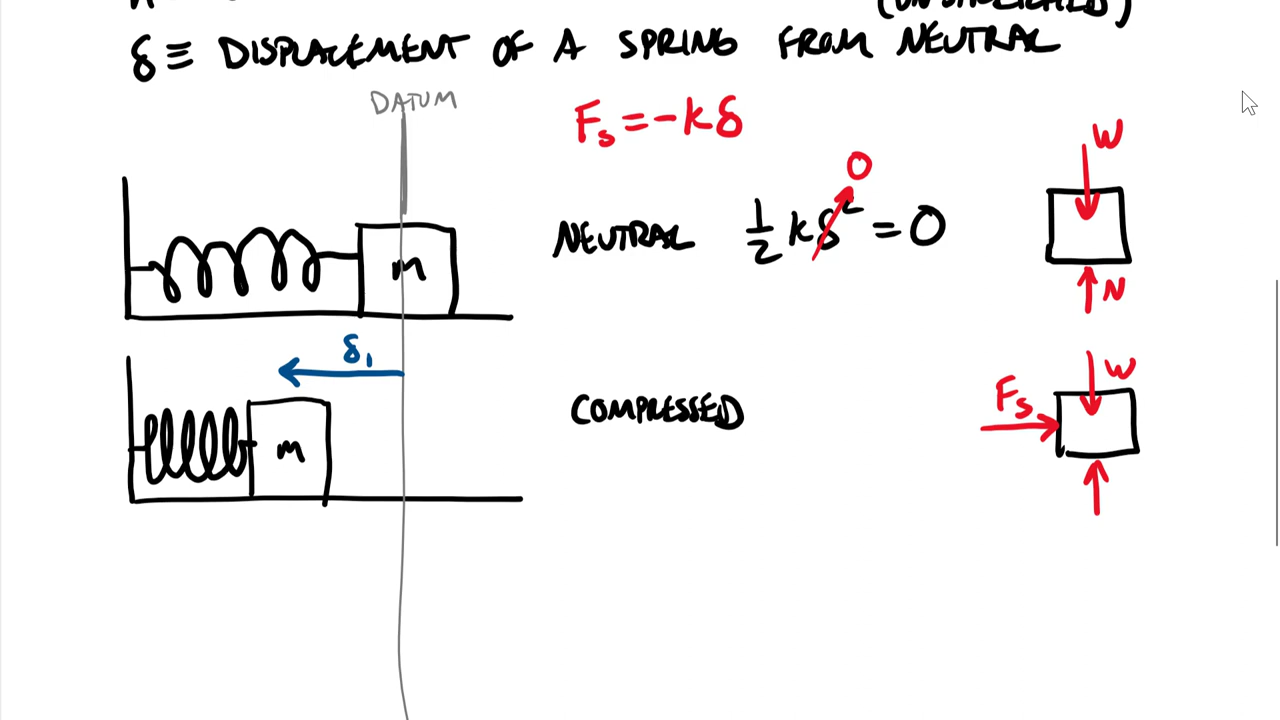 δ ≡ DISPLACEMENT OF A SPRING FROM NEUTRAL
DATUM
Fₛ = -kδ
W
0
m
NEUTRAL ½ kδ² = 0
N
δ₁
W
Fₛ
m
COMPRESSED